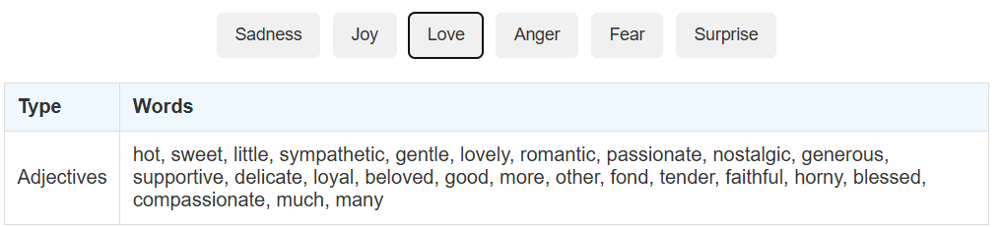 Sadness Joy Love Anger Fear Surprise
Type Words
Adjectives
hot, sweet, little, sympathetic, gentle, lovely, romantic, passionate, nostalgic, generous,
supportive, delicate, loyal, beloved, good, more, other, fond, tender, faithful, horny, blessed,
compassionate, much, many